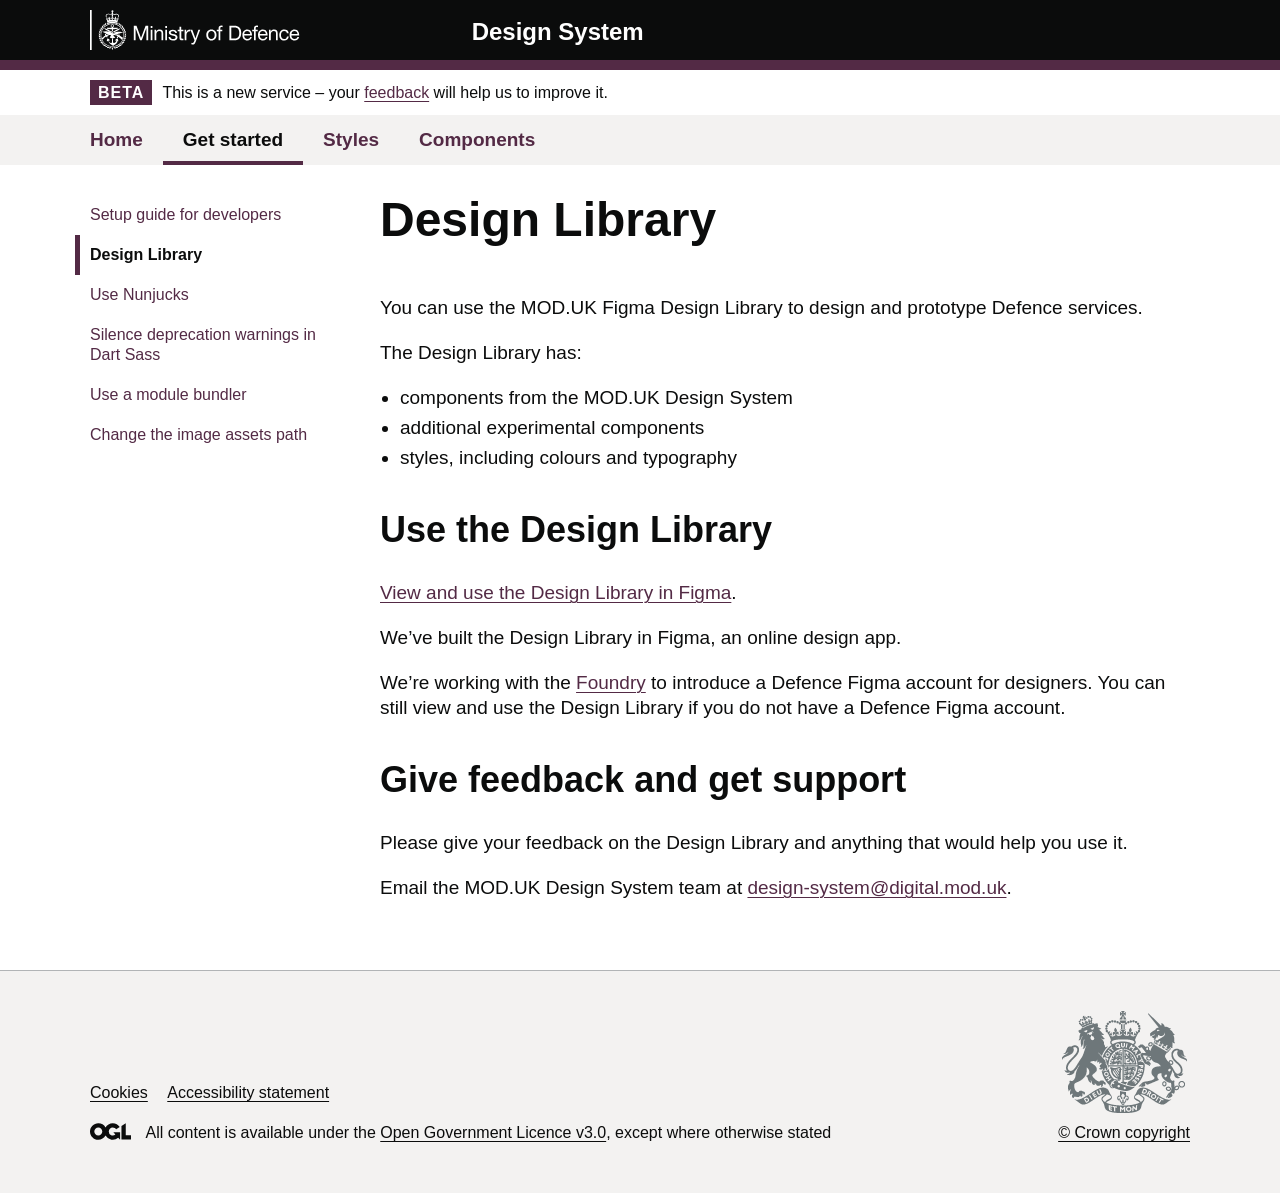 Ministry of Defence
Design System
BETA This is a new service – your feedback will help us to improve it.
Home Get started Styles Components
Setup guide for developers
Design Library
Use Nunjucks
Silence deprecation warnings in
Dart Sass
Use a module bundler
Change the image assets path
Design Library
You can use the MOD.UK Figma Design Library to design and prototype Defence services.
The Design Library has:
components from the MOD.UK Design System
additional experimental components
styles, including colours and typography
Use the Design Library
View and use the Design Library in Figma.
We’ve built the Design Library in Figma, an online design app.
We’re working with the Foundry to introduce a Defence Figma account for designers. You can
still view and use the Design Library if you do not have a Defence Figma account.
Give feedback and get support
Please give your feedback on the Design Library and anything that would help you use it.
Email the MOD.UK Design System team at design-system@digital.mod.uk.
Cookies Accessibility statement
OGL All content is available under the Open Government Licence v3.0, except where otherwise stated
DIEU ET MON DROIT
© Crown copyright